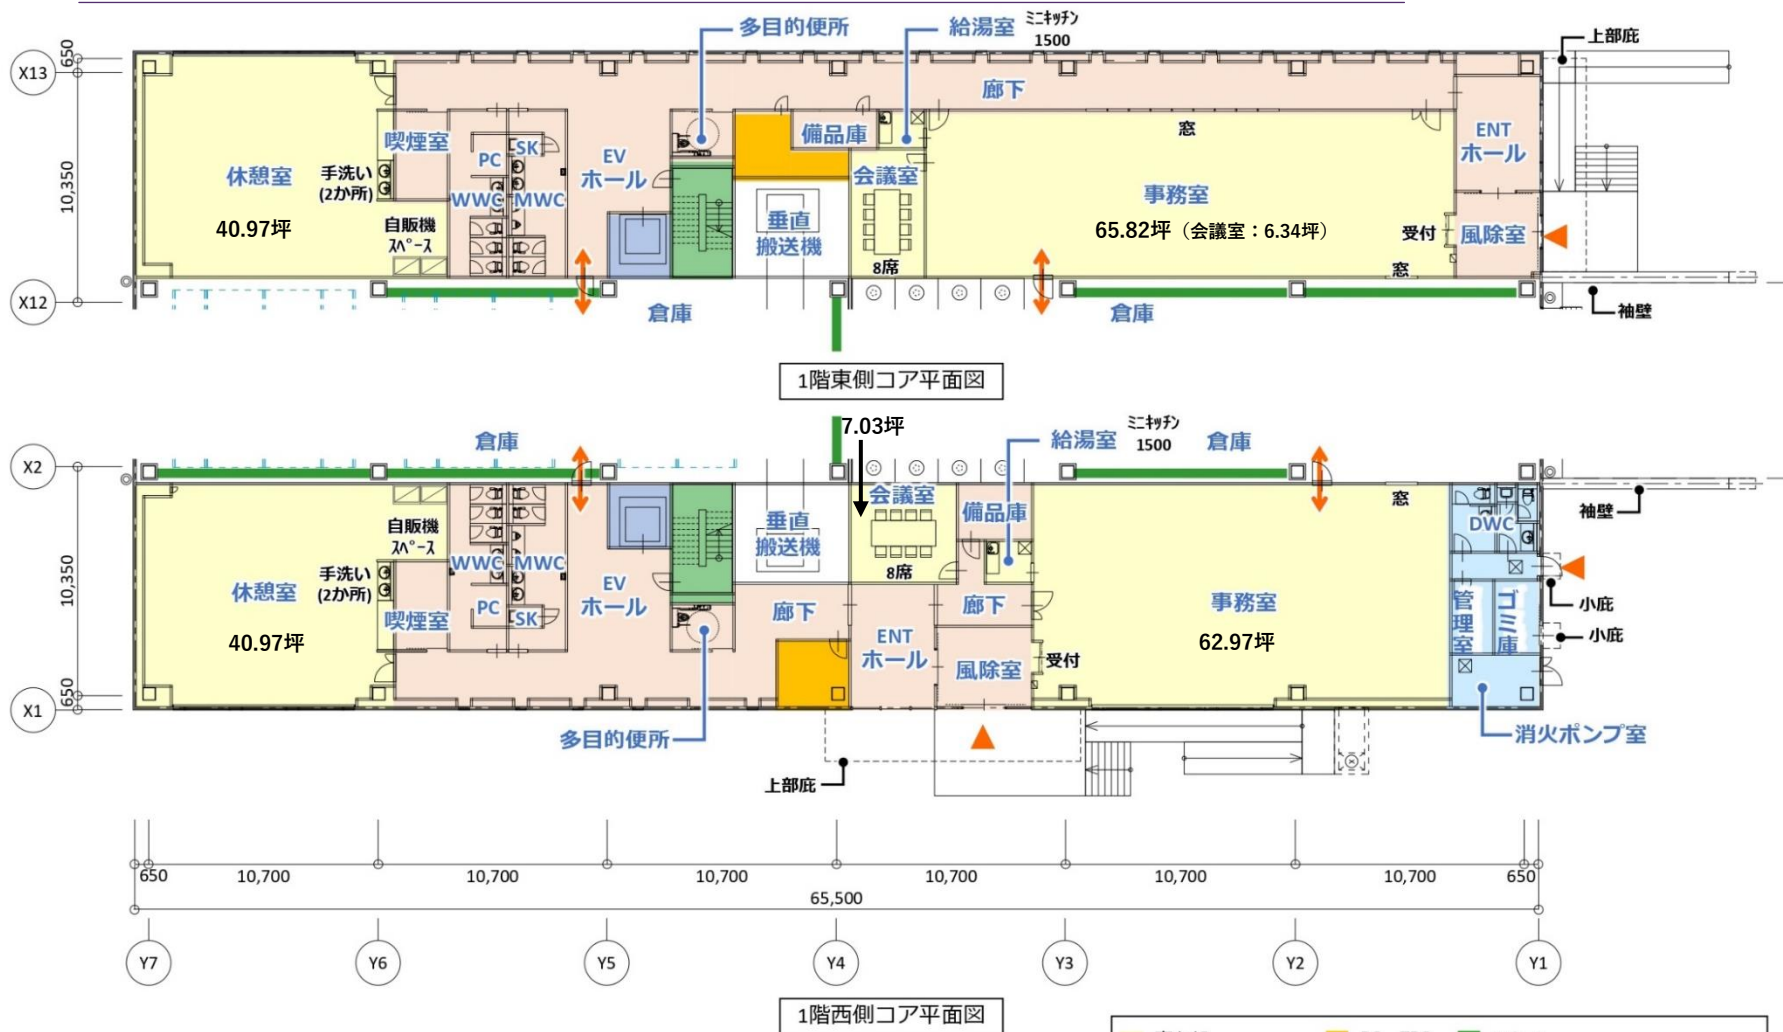 多目的便所
給湯室
ﾐﾆｷｯﾁﾝ
1500
上部庇
X13
650
廊下
窓
ENT
ホール
喫煙室
PC
SK
EV
ホール
備品庫
会議室
休憩室
手洗い
(2か所)
WWC
MWC
事務室
10,350
40.97坪
自販機
ｽﾍﾟｰｽ
垂直
搬送機
65.82坪（会議室：6.34坪）
受付
風除室
8席
窓
X12
倉庫
倉庫
袖壁
1階東側コア平面図
7.03坪
給湯室
ﾐﾆｷｯﾁﾝ
1500
倉庫
倉庫
X2
会議室
窓
備品庫
DWC
袖壁
自販機
ｽﾍﾟｰｽ
垂直
搬送機
WWC
MWC
8席
10,350
休憩室
手洗い
(2か所)
EV
ホール
PC
SK
喫煙室
廊下
廊下
事務室
管理室
ゴミ庫
小庇
小庇
40.97坪
ENT
ホール
62.97坪
受付
風除室
650
X1
多目的便所
消火ポンプ室
上部庇
650
10,700
10,700
10,700
10,700
10,700
10,700
650
65,500
Y7
Y6
Y5
Y4
Y3
Y2
Y1
1階西側コア平面図